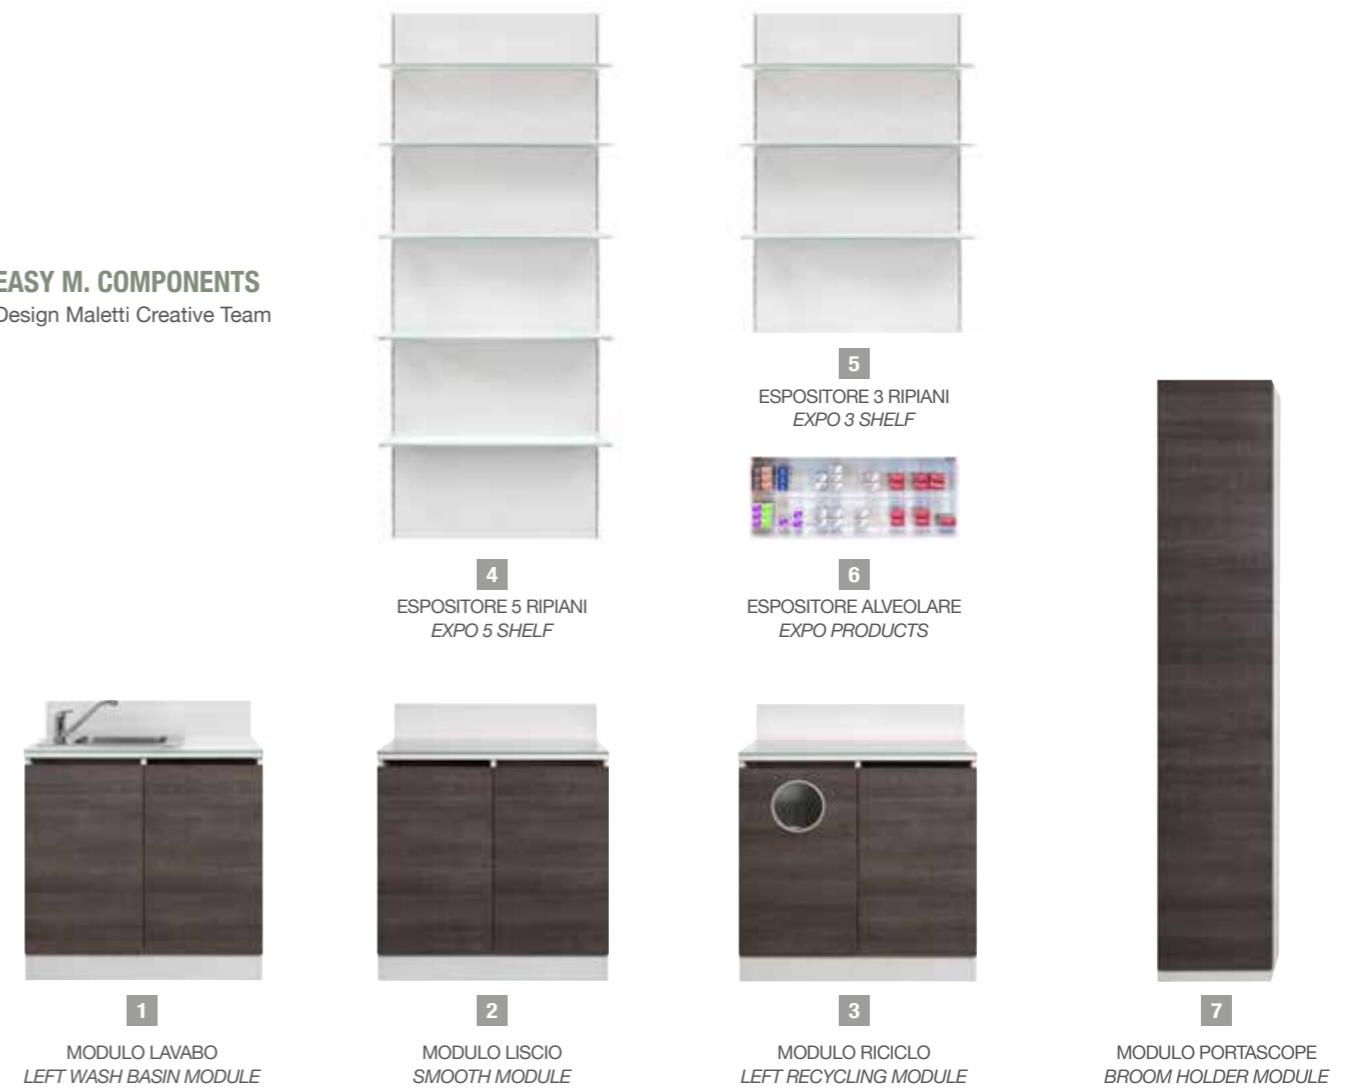 EASY M. COMPONENTS
Design Maletti Creative Team
5
ESPOSITORE 3 RIPIANI
EXPO 3 SHELF
4
ESPOSITORE 5 RIPIANI
EXPO 5 SHELF
6
ESPOSITORE ALVEOLARE
EXPO PRODUCTS
1
MODULO LAVABO
LEFT WASH BASIN MODULE
2
MODULO LISCIO
SMOOTH MODULE
3
MODULO RICICLO
LEFT RECYCLING MODULE
7
MODULO PORTASCOPE
BROOM HOLDER MODULE